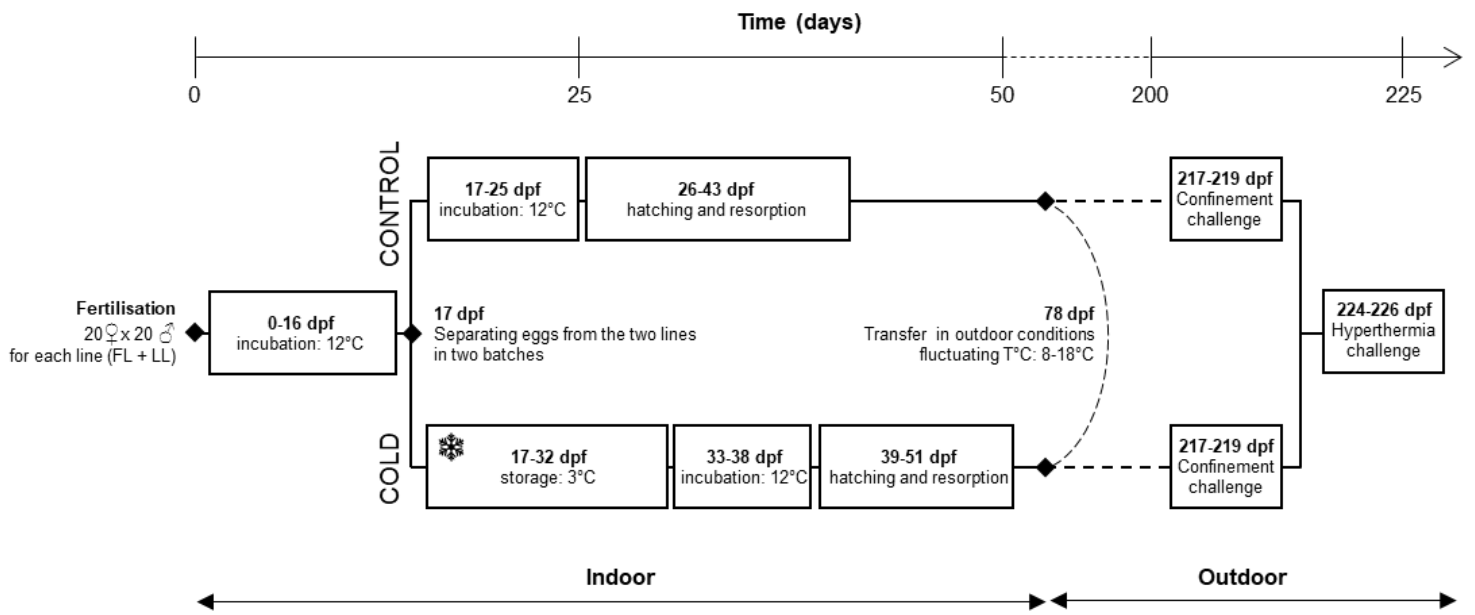 Time (days)
0
25
50
200
225
CONTROL
17-25 dpf
incubation: 12°C
26-43 dpf
hatching and resorption
217-219 dpf
Confinement
challenge
Fertilisation
20♀x 20 ♂
for each line (FL + LL)
0-16 dpf
incubation: 12°C
17 dpf
Separating eggs from the two lines
in two batches
78 dpf
Transfer in outdoor conditions
fluctuating T°C: 8-18°C
224-226 dpf
Hyperthermia
challenge
COLD
17-32 dpf
storage: 3°C
33-38 dpf
incubation: 12°C
39-51 dpf
hatching and resorption
217-219 dpf
Confinement
challenge
Indoor
Outdoor